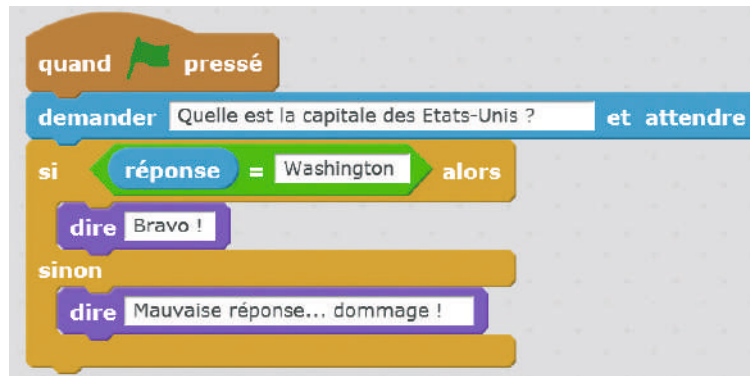 quand pressé
demander Quelle est la capitale des Etats-Unis ? et attendre
si réponse = Washington alors
dire Bravo !
sinon
dire Mauvaise réponse... dommage !